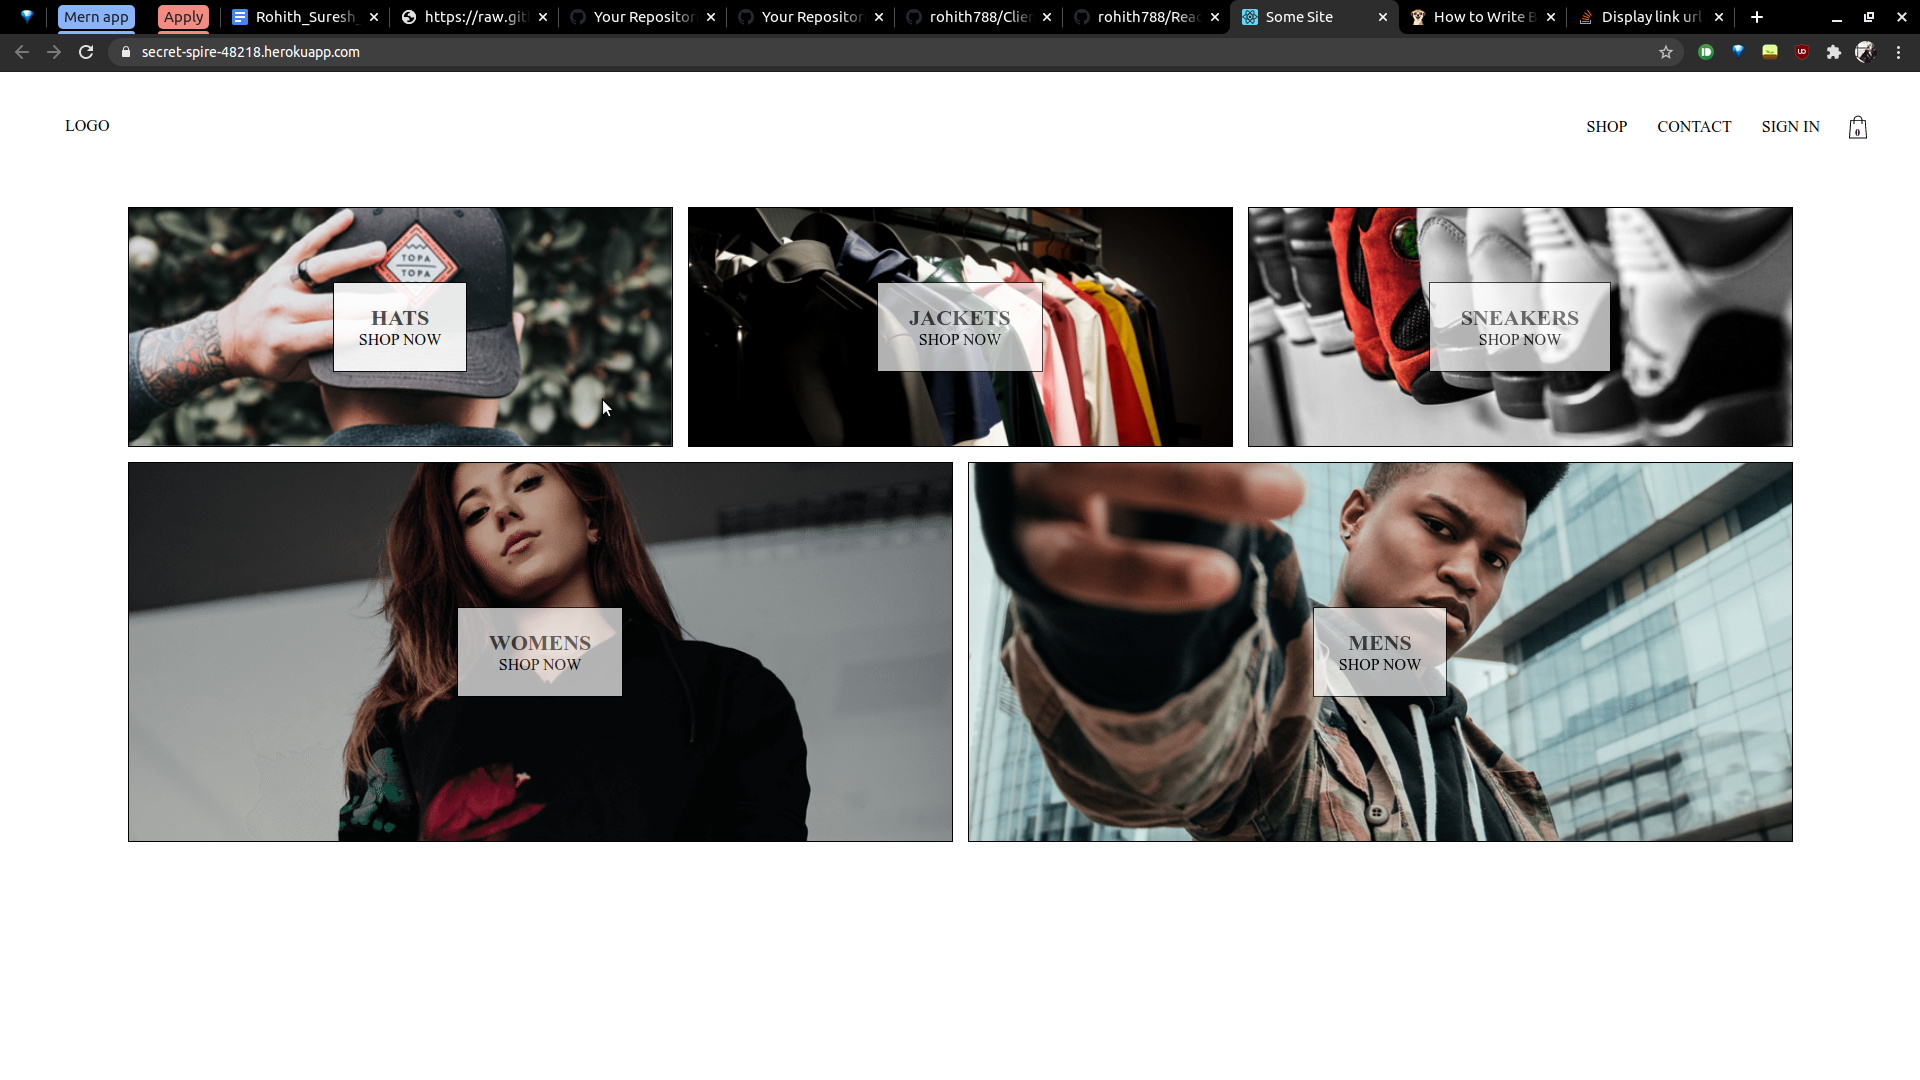 Mern app
Apply
Rohith_Suresh_
https://raw.git
Your Repositor
Your Repositor
rohith788/Clie
rohith788/Reac
Some Site
How to Write B
Display link url
secret-spire-48218.herokuapp.com
LOGO
SHOP
CONTACT
SIGN IN
0
TOPA
TOPA
HATS
SHOP NOW
JACKETS
SHOP NOW
SNEAKERS
SHOP NOW
WOMENS
SHOP NOW
MENS
SHOP NOW